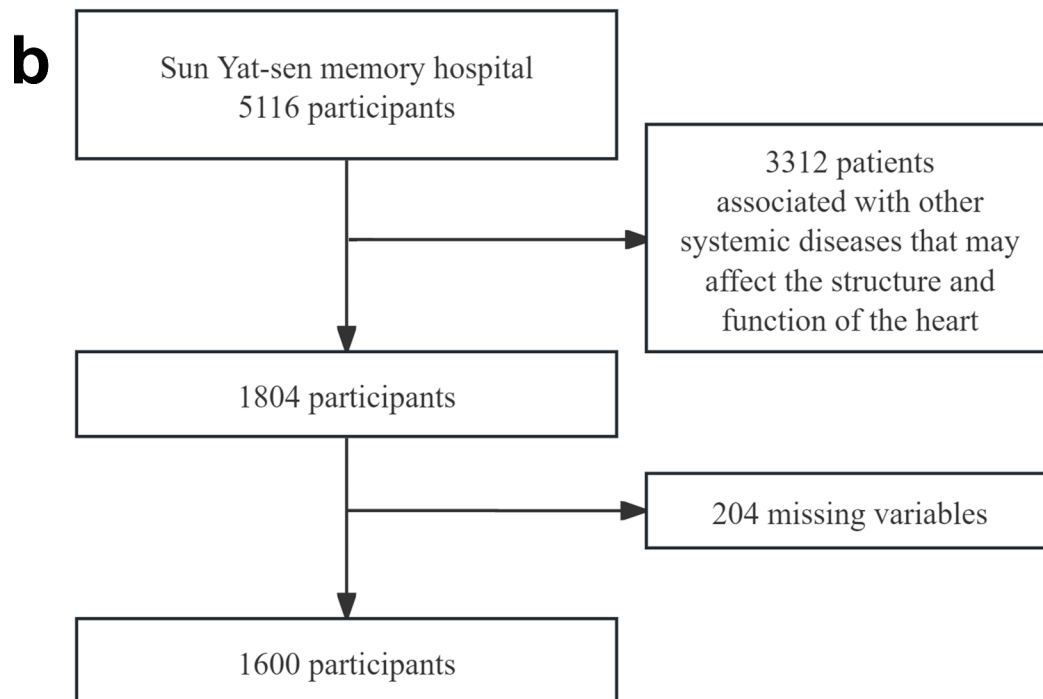 b
Sun Yat-sen memory hospital
5116 participants
3312 patients
associated with other
systemic diseases that may
affect the structure and
function of the heart
1804 participants
204 missing variables
1600 participants